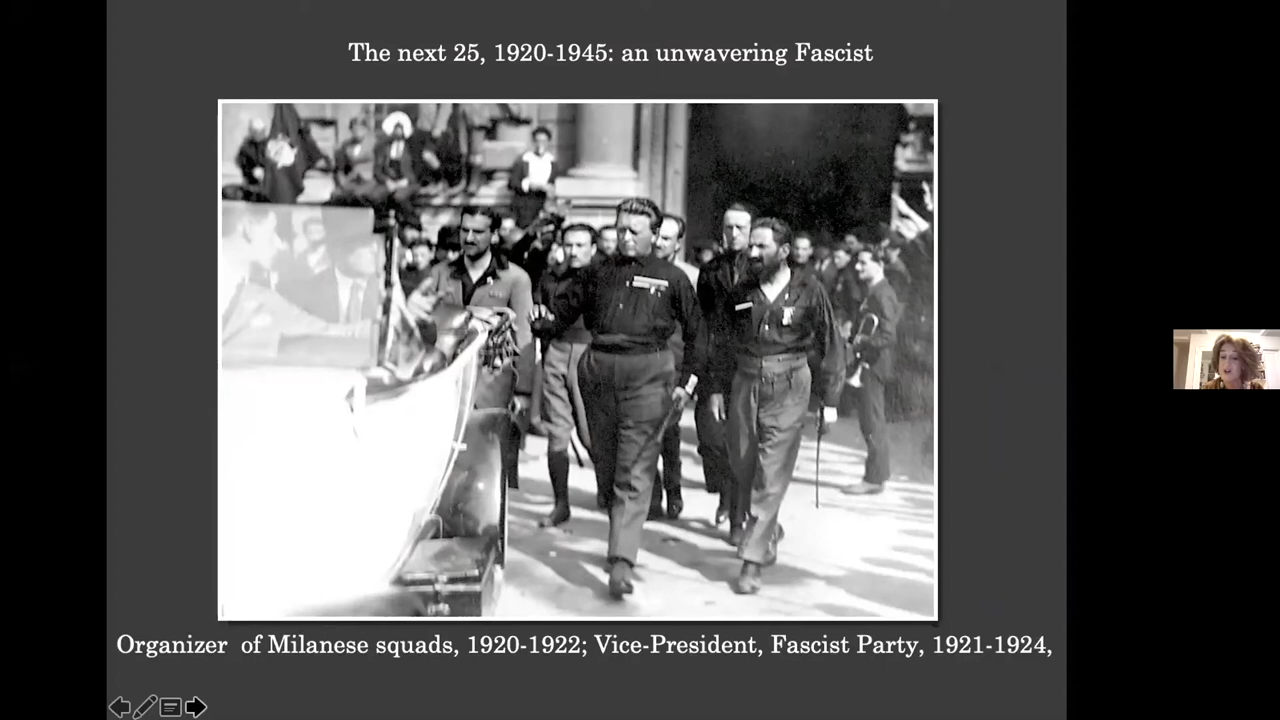 The next 25, 1920-1945: an unwavering Fascist
Organizer of Milanese squads, 1920-1922; Vice-President, Fascist Party, 1921-1924,